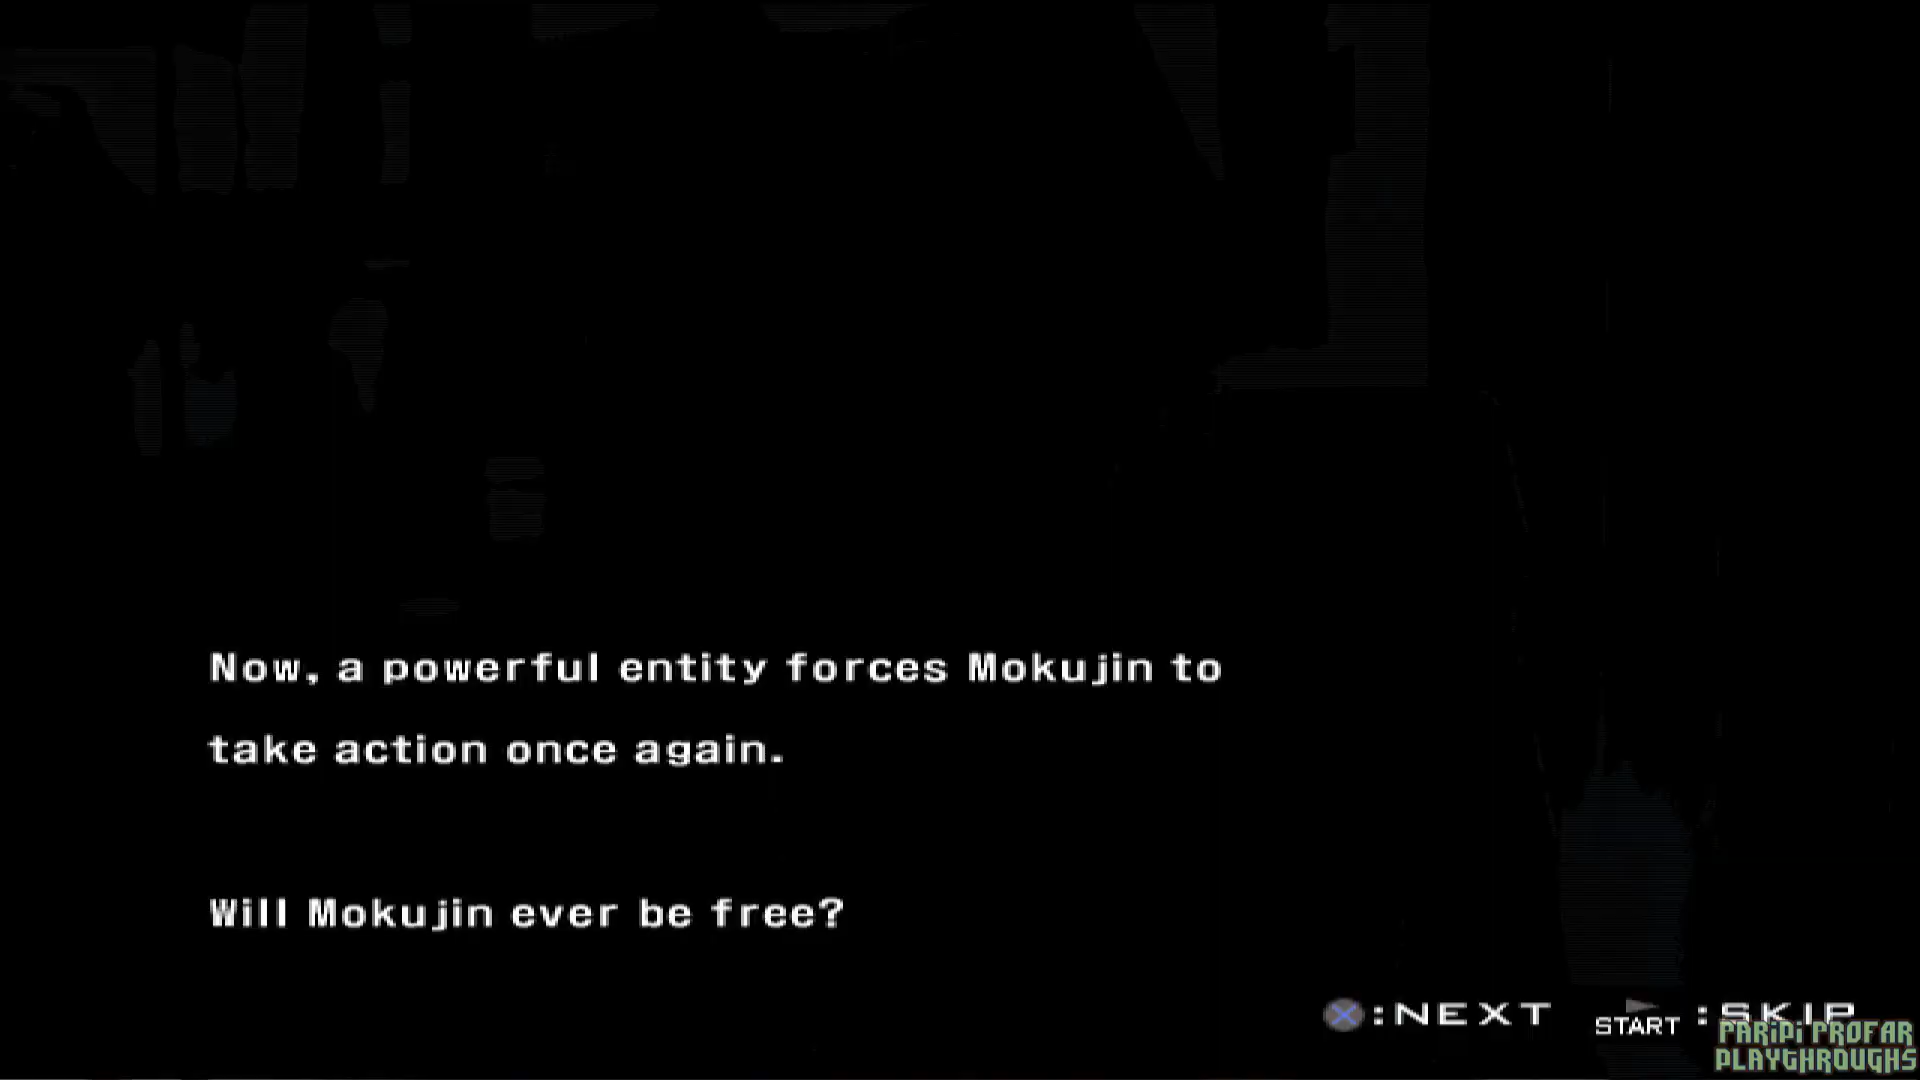 Now, a powerful entity forces Mokujin to
take action once again.
Will Mokujin ever be free?
:NEXT START :SKIP
PARiPi PROFAR
PLAYTHROUGHS